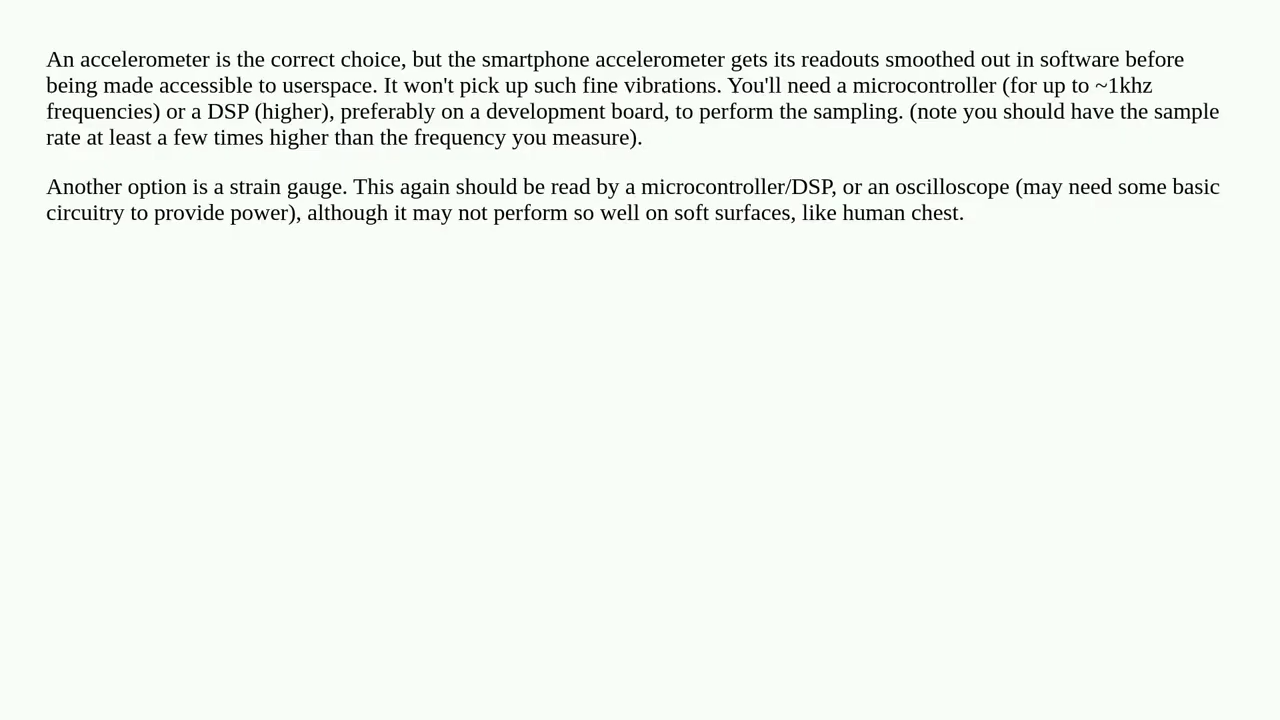 An accelerometer is the correct choice, but the smartphone accelerometer gets its readouts smoothed out in software before
being made accessible to userspace. It won't pick up such fine vibrations. You'll need a microcontroller (for up to ~1khz
frequencies) or a DSP (higher), preferably on a development board, to perform the sampling. (note you should have the sample
rate at least a few times higher than the frequency you measure).
Another option is a strain gauge. This again should be read by a microcontroller/DSP, or an oscilloscope (may need some basic
circuitry to provide power), although it may not perform so well on soft surfaces, like human chest.